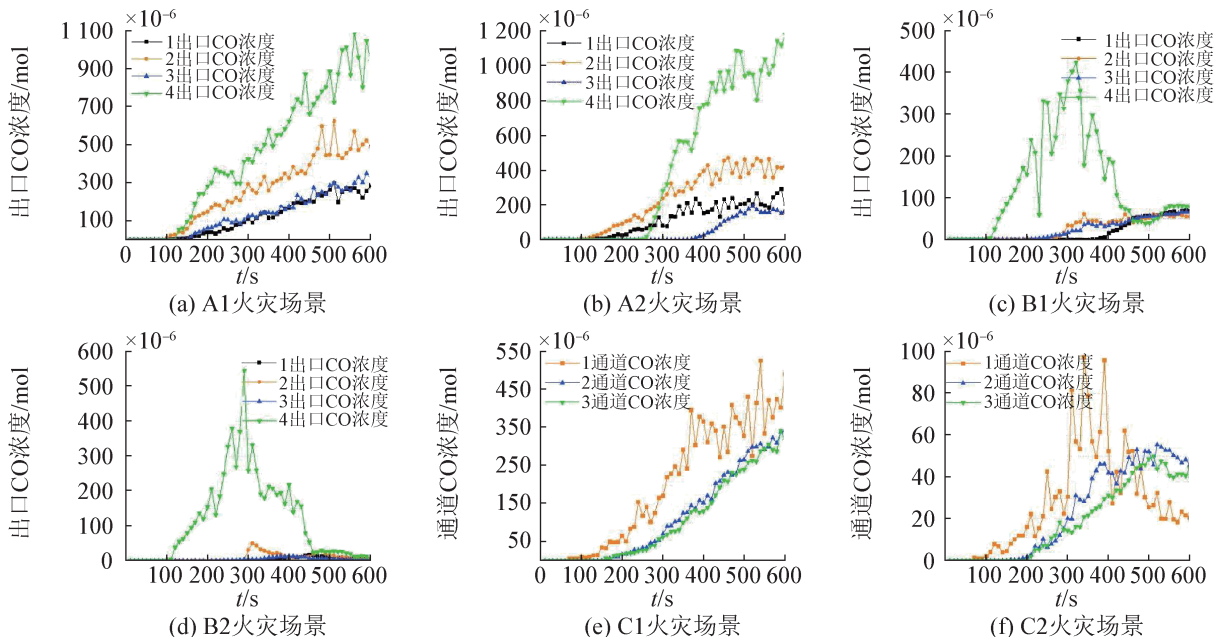 ×10⁻⁶
出口CO浓度/mol
1 100
900
700
500
300
100
1出口CO浓度
2出口CO浓度
3出口CO浓度
4出口CO浓度
0 100 200 300 400 500 600
t/s
(a) A1火灾场景
×10⁻⁶
出口CO浓度/mol
1 200
1 000
800
600
400
200
0
1出口CO浓度
2出口CO浓度
3出口CO浓度
4出口CO浓度
100 200 300 400 500 600
t/s
(b) A2火灾场景
×10⁻⁶
出口CO浓度/mol
500
400
300
200
100
0
1出口CO浓度
2出口CO浓度
3出口CO浓度
4出口CO浓度
100 200 300 400 500 600
t/s
(c) B1火灾场景
×10⁻⁶
出口CO浓度/mol
600
500
400
300
200
100
0
1出口CO浓度
2出口CO浓度
3出口CO浓度
4出口CO浓度
100 200 300 400 500 600
t/s
(d) B2火灾场景
×10⁻⁶
通道CO浓度/mol
550
450
350
250
150
50
1通道CO浓度
2通道CO浓度
3通道CO浓度
0 100 200 300 400 500 600
t/s
(e) C1火灾场景
×10⁻⁶
通道CO浓度/mol
100
80
60
40
20
0
1通道CO浓度
2通道CO浓度
3通道CO浓度
100 200 300 400 500 600
t/s
(f) C2火灾场景